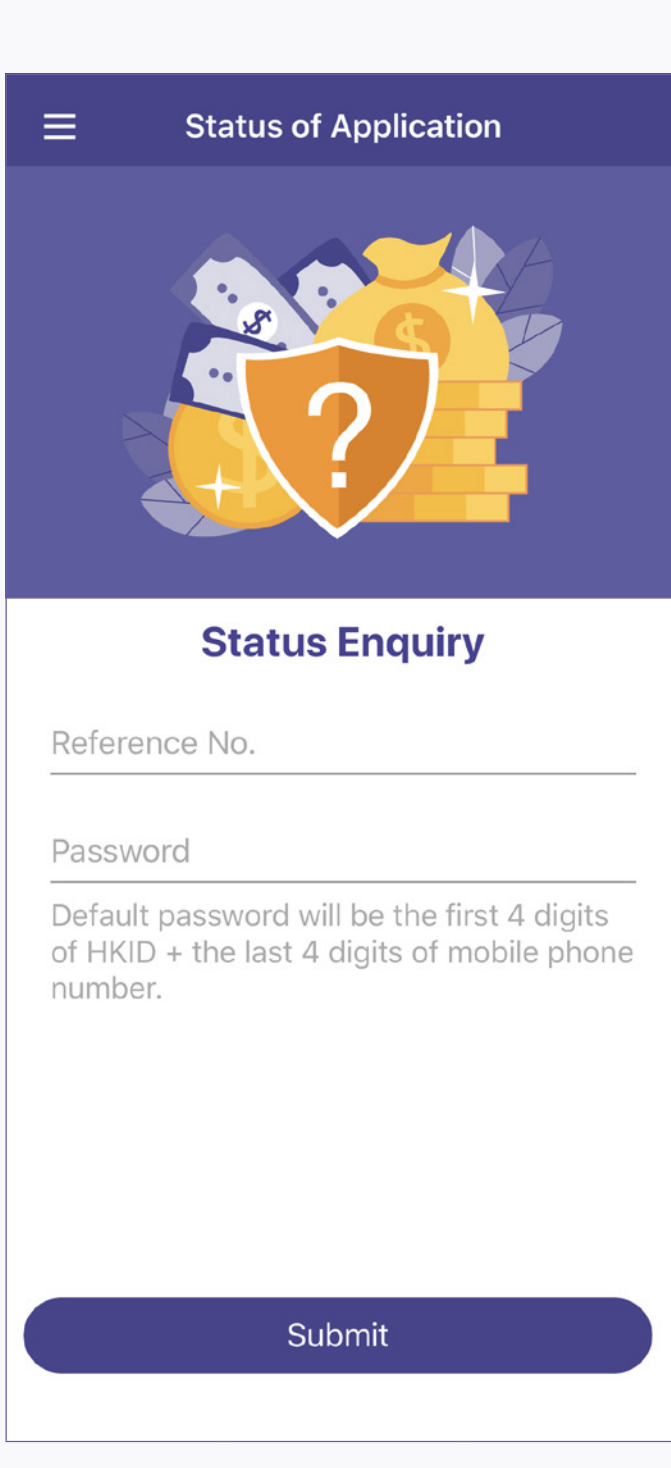 Status of Application
$
$
$
?
Status Enquiry
Reference No.
Password
Default password will be the first 4 digits
of HKID + the last 4 digits of mobile phone
number.
Submit